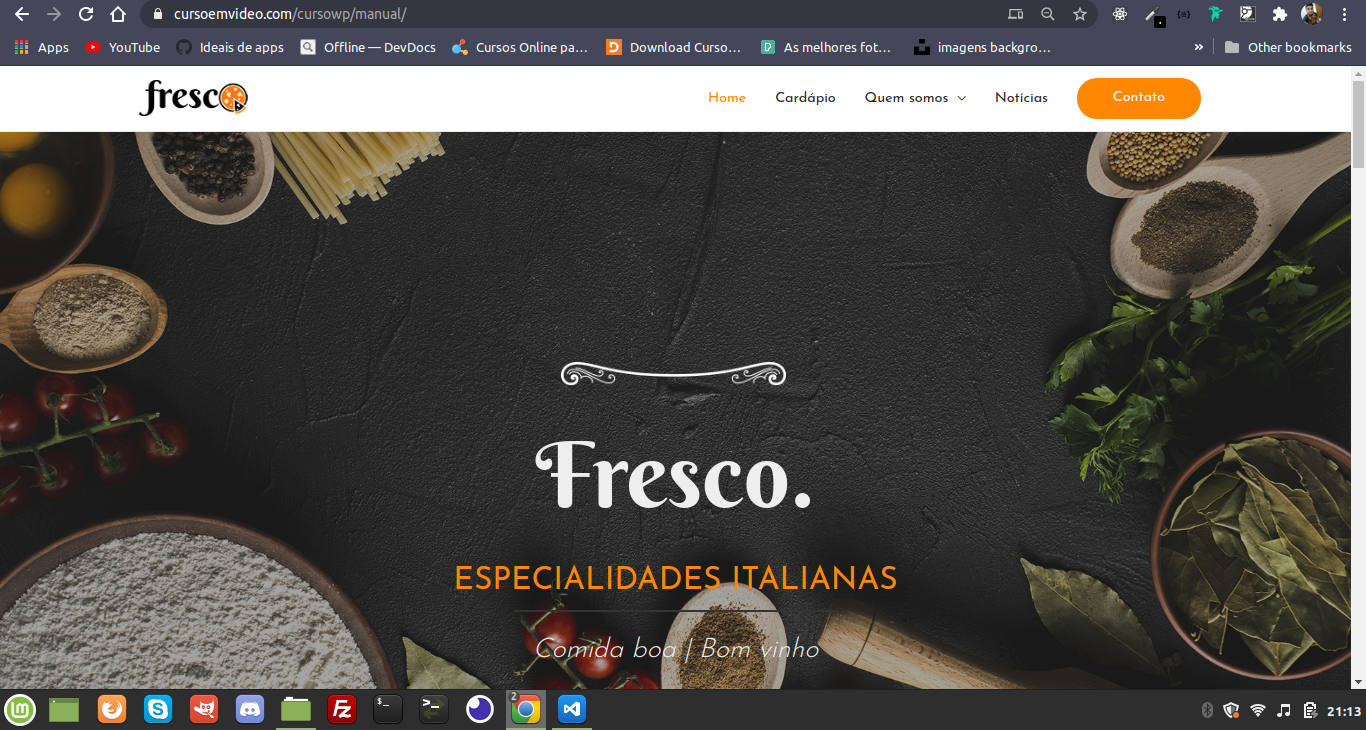 cursoemvideo.com/cursowp/manual/
Apps YouTube Ideais de apps Offline — DevDocs Cursos Online pa… Download Curso… As melhores fot… imagens backgro… » Other bookmarks
fresco Home Cardápio Quem somos Notícias Contato
Fresco.
ESPECIALIDADES ITALIANAS
Comida boa | Bom vinho
2
21:13